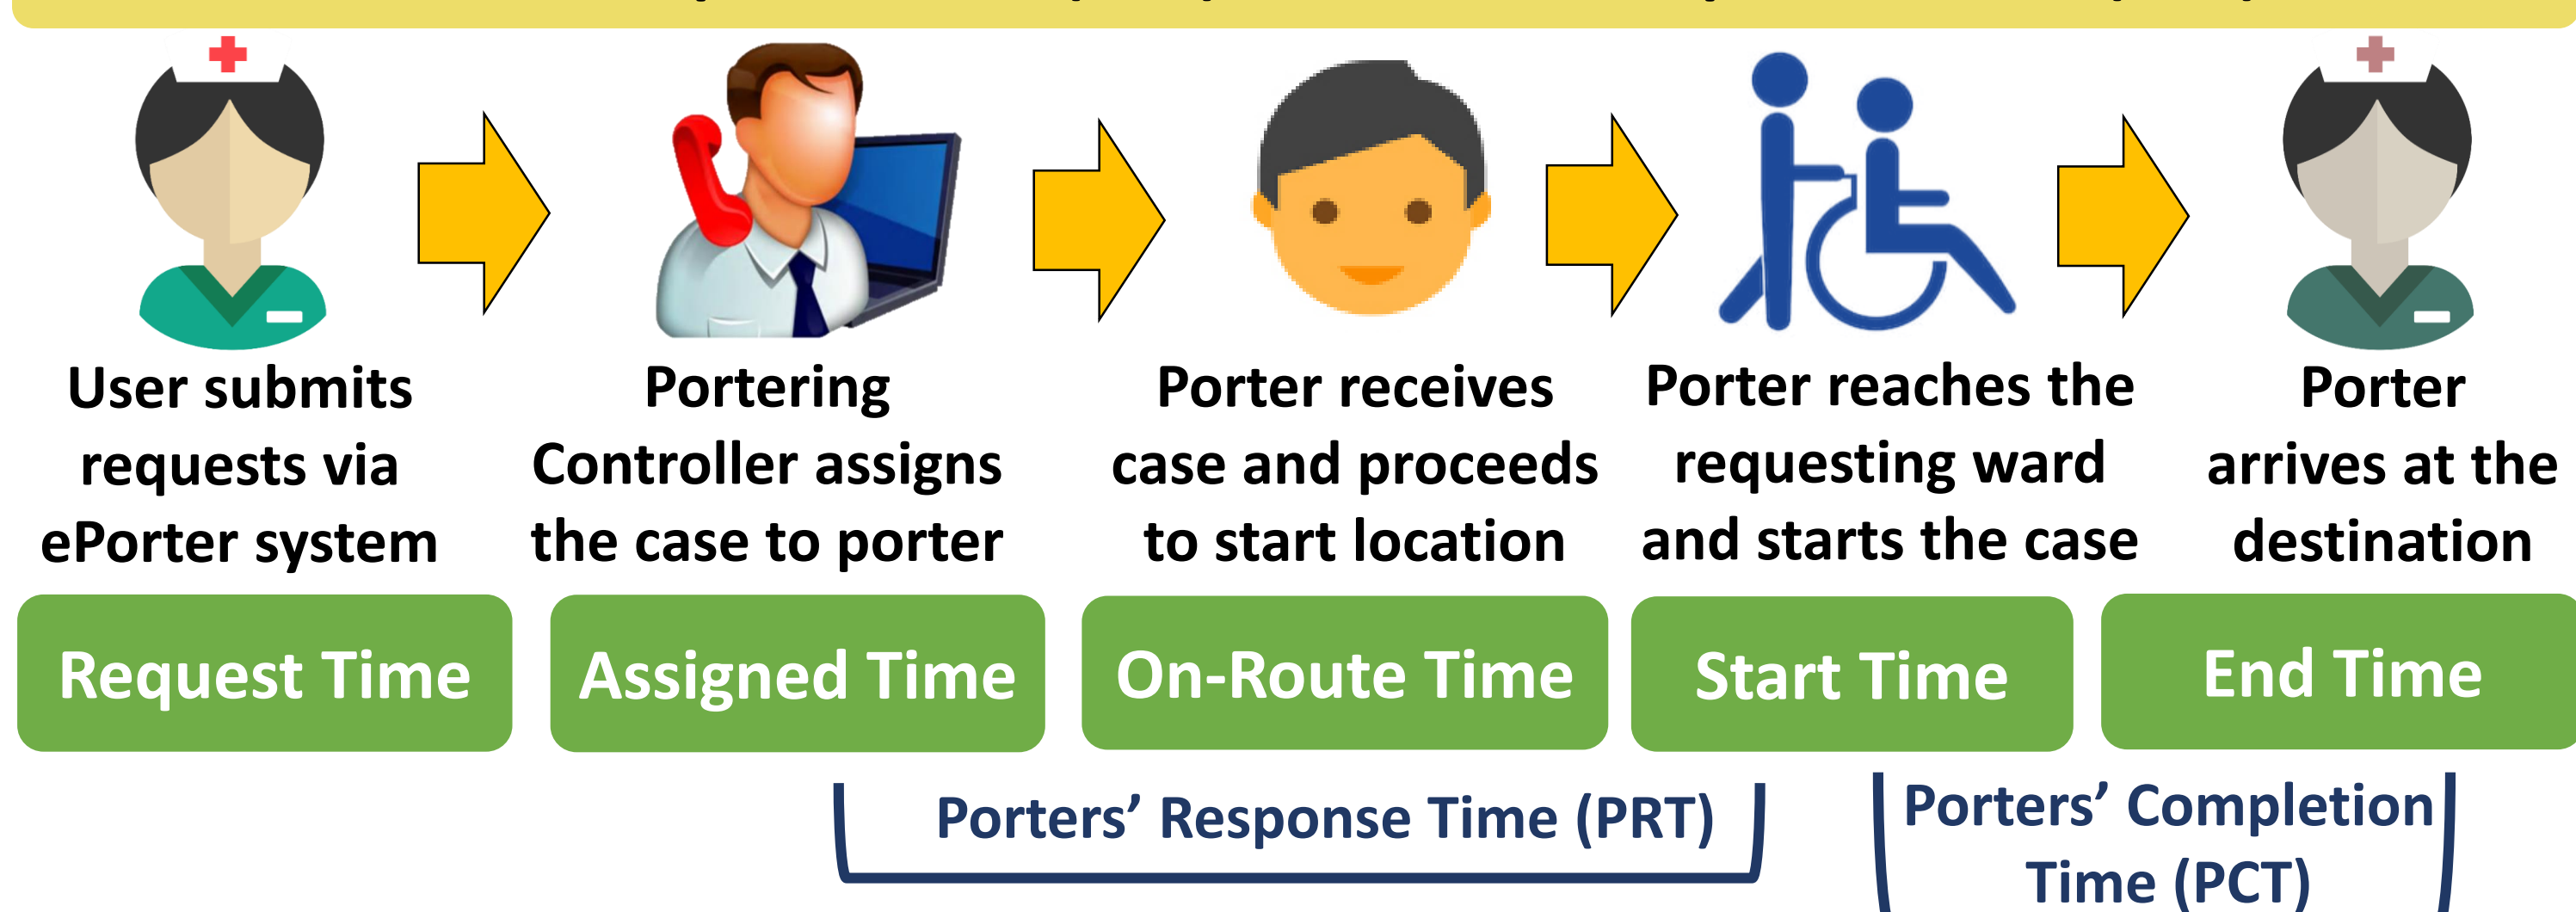 User submits
requests via
ePorter system
Portering
Controller assigns
the case to porter
Porter receives
case and proceeds
to start location
Porter reaches the
requesting ward
and starts the case
Porter
arrives at the
destination
Request Time
Assigned Time
On-Route Time
Start Time
End Time
Porters’ Response Time (PRT)
Porters’ Completion
Time (PCT)